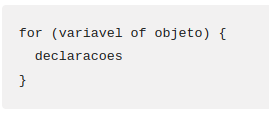 for (variavel of objeto) {
  declaracoes
}